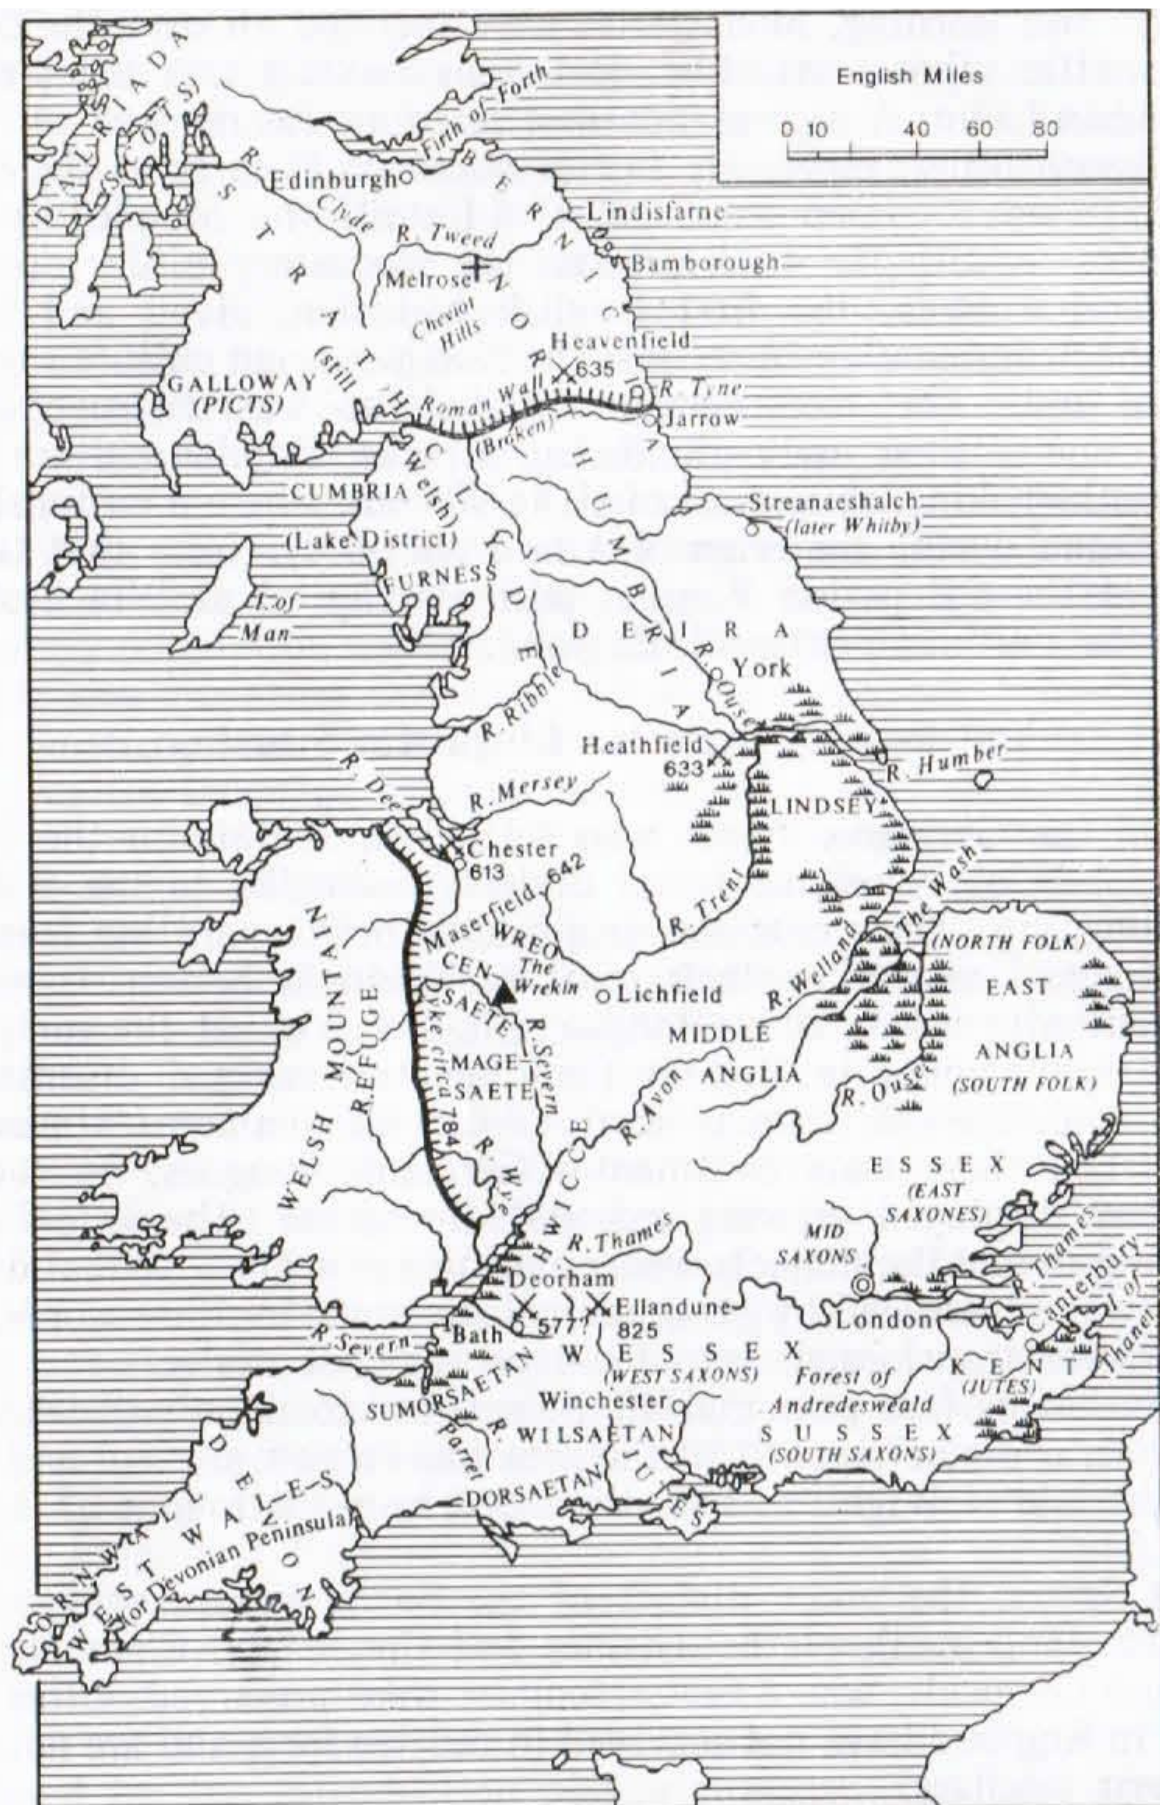 English Miles
0 10 40 60 80
DALRIADA
(SCOTS)
Firth of Forth
Edinburgh
R. Clyde
R. Tweed
BERNICIA
Lindisfarne
Bamborough
Melrose
Cheviot
Hills
STRATHCLYDE
(still Welsh)
Heavenfield
635
GALLOWAY
(PICTS)
Roman Wall
(Broken)
R. Tyne
Jarrow
NORTHUMBRIA
CUMBRIA
(Lake District)
FURNESS
Streanaeshalch
(later Whitby)
I. of
Man
DEIRA
York
R. Ouse
R. Ribble
Heathfield
633
R. Humber
R. Dee
R. Mersey
LINDSEY
Chester
613
Maserfield, 642
R. Trent
The Wash
WREO
CEN
SAETE
The
Wrekin
Lichfield
R. Welland
(NORTH FOLK)
EAST
ANGLIA
(SOUTH FOLK)
WELSH MOUNTAIN
REFUGE
Dyke circa 784
MAGE-
SAETE
R. Severn
MIDDLE
ANGLIA
R. Avon
R. Ouse
R. Wye
HWICCE
ESSEX
(EAST
SAXONES)
MID
SAXONS
R. Thames
R. Thames
Deorham
577?
Ellandune
825
London
Canterbury
I of
Thanet
R. Severn
Bath
WESSEX
(WEST SAXONS)
Forest of
Andredesweald
KENT
(JUTES)
SUMORSAETAN
Winchester
R. Parret
WILSAETAN
SUSSEX
(SOUTH SAXONS)
JUTES
DORSAETAN
DEVON
CORNWALL
WEST WALES
(or Devonian Peninsula)